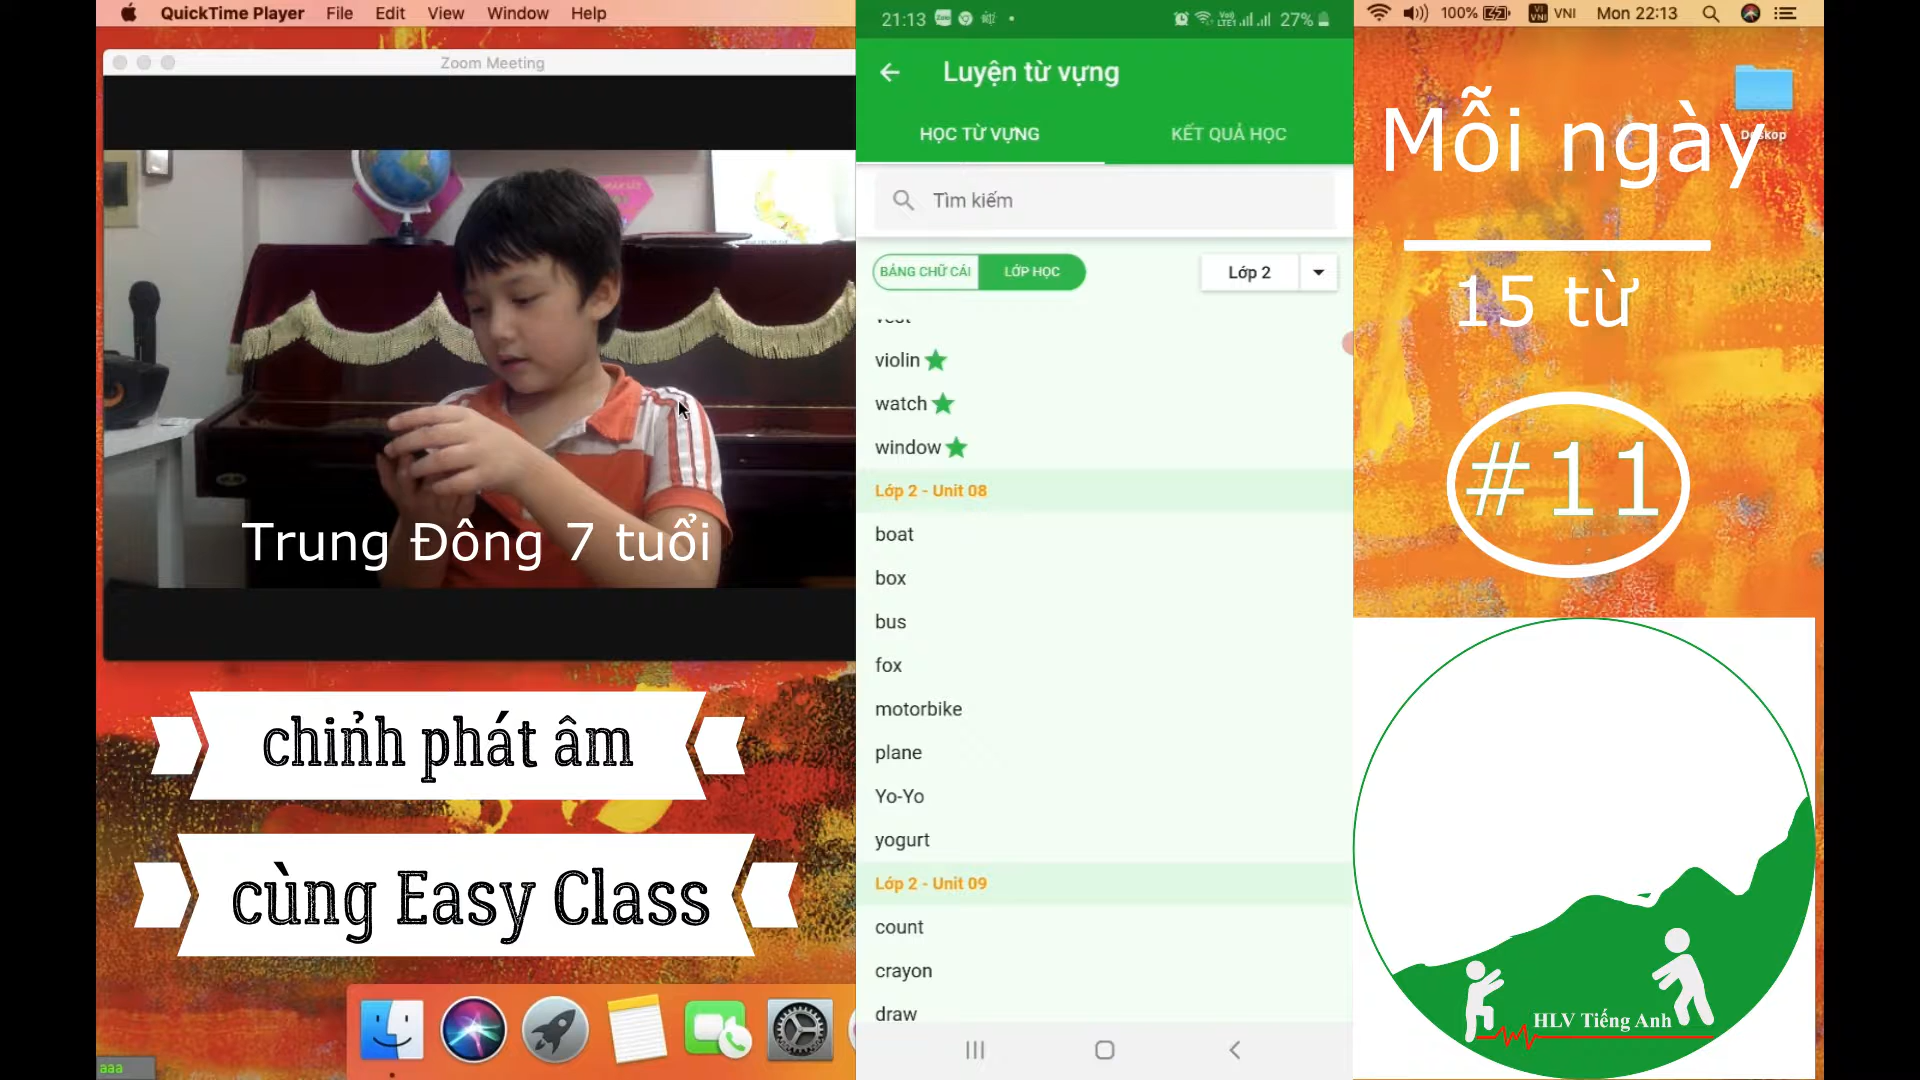 QuickTime Player File Edit View Window Help
Zoom Meeting
Trung Đông 7 tuổi
chỉnh phát âm
cùng Easy Class
aaa
21:13
27%
Luyện từ vựng
HỌC TỪ VỰNG
KẾT QUẢ HỌC
Tìm kiếm
BẢNG CHỮ CÁI
LỚP HỌC
Lớp 2
vest
violin
watch
window
Lớp 2 - Unit 08
boat
box
bus
fox
motorbike
plane
Yo-Yo
yogurt
Lớp 2 - Unit 09
count
crayon
draw
100% VNI Mon 22:13
Mỗi ngày
15 từ
#11
HLV Tiếng Anh